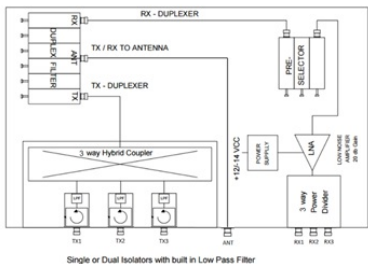 RX - DUPLEXER
RX
DUPLEX FILTER
ANT
TX
TX / RX TO ANTENNA
TX - DUPLEXER
PRE-
SELECTOR
3 way Hybrid Coupler
+12/-14 VCC
POWER
SUPPLLY
LNA
LOW NOISE
AMPLIFIER
20 db Gain
LPF
LPF
LPF
3 way
Power
Divider
TX1
TX2
TX3
ANT
RX1
RX2
RX3
Single or Dual Isolators with built in Low Pass Filter